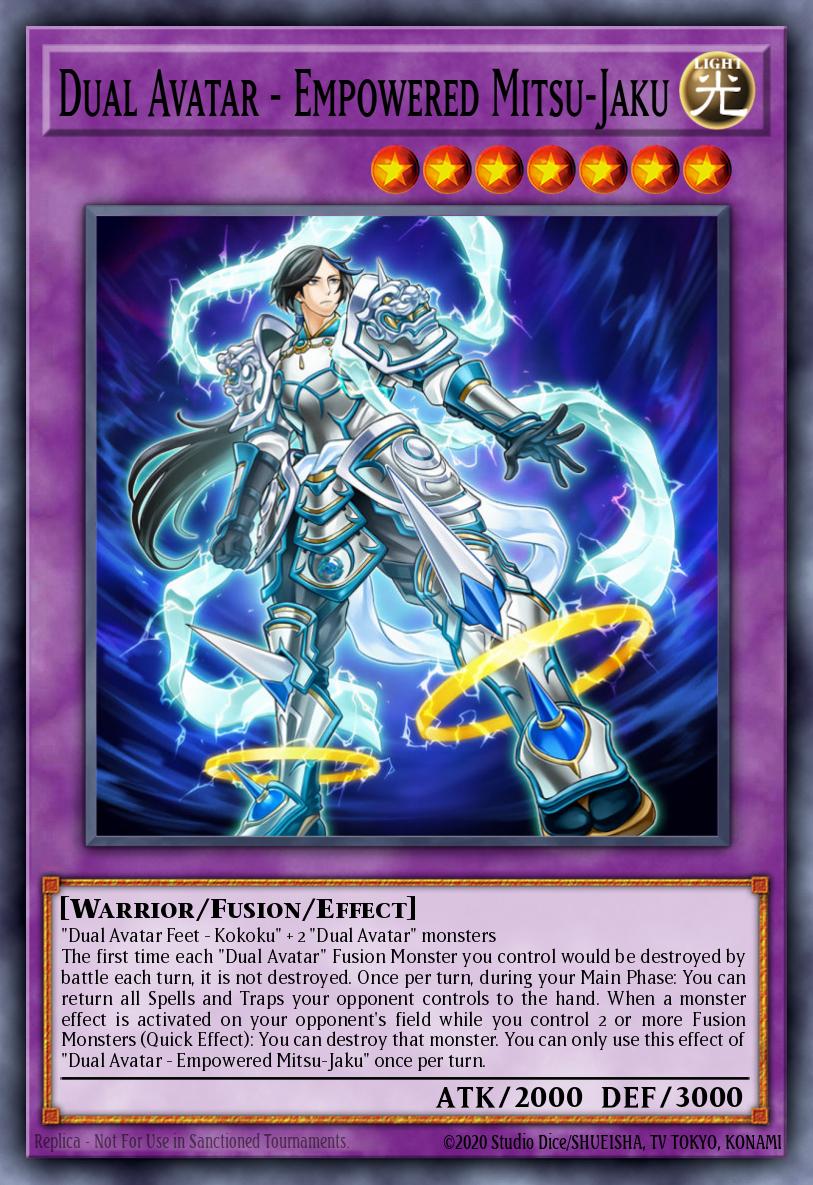 Dual Avatar - Empowered Mitsu-Jaku
LIGHT
光
[Warrior/Fusion/Effect]
"Dual Avatar Feet - Kokoku" + 2 "Dual Avatar" monsters
The first time each "Dual Avatar" Fusion Monster you control would be destroyed by
battle each turn, it is not destroyed. Once per turn, during your Main Phase: You can
return all Spells and Traps your opponent controls to the hand. When a monster
effect is activated on your opponent's field while you control 2 or more Fusion
Monsters (Quick Effect): You can destroy that monster. You can only use this effect of
"Dual Avatar - Empowered Mitsu-Jaku" once per turn.
ATK/2000 DEF/3000
Replica - Not For Use in Sanctioned Tournaments.
©2020 Studio Dice/SHUEISHA, TV TOKYO, KONAMI